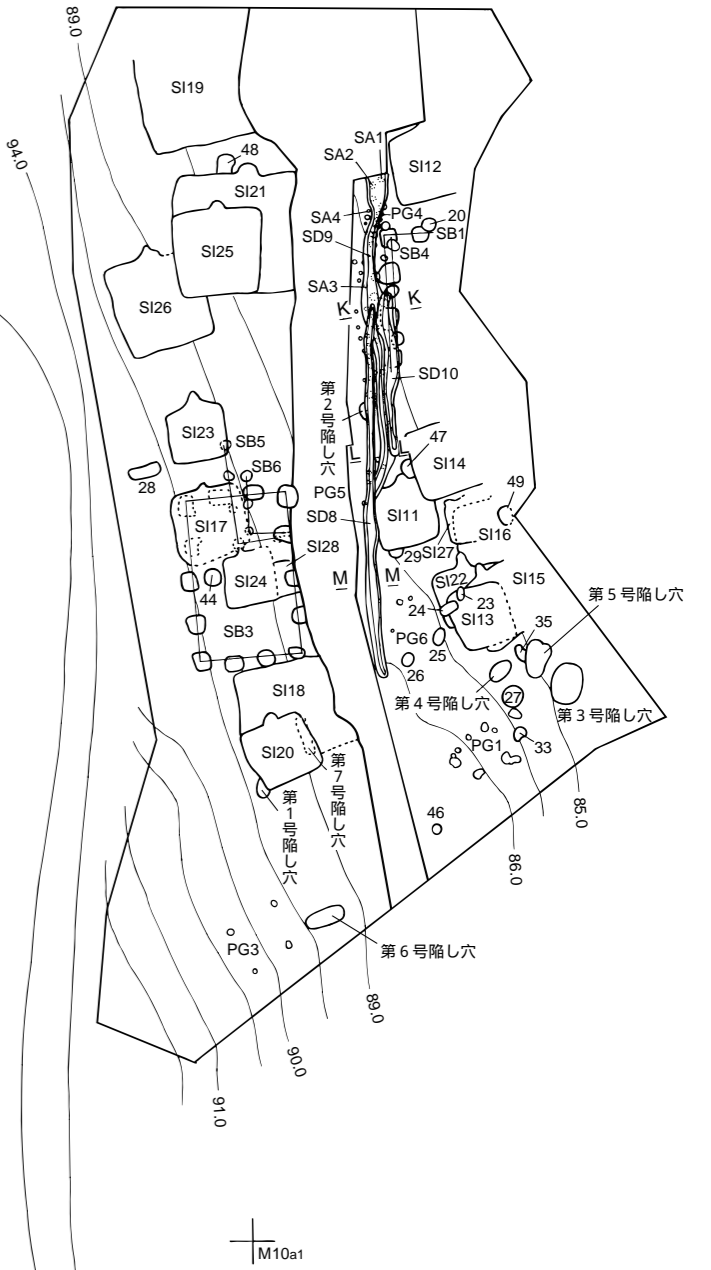 89.0
SI19
94.0
SA1
SA2
SI12
48
SI21
SA4
PG4
20
SD9
SB1
SI25
SB4
SA3
K
K
SI26
SD10
第2号陥し穴
SI23
SB5
47
L
L
SB6
SI14
28
PG5
49
SI17
SD8
SI11
SI16
SI28
29
SI27
SI24
M
M
SI22
SI15
44
24
23
第5号陥し穴
SI13
SB3
PG6
25
35
26
第4号陥し穴
27
第3号陥し穴
SI18
SI20
PG1
33
第7号陥し穴
第1号陥し穴
85.0
46
86.0
PG3
第6号陥し穴
89.0
90.0
91.0
M10a1